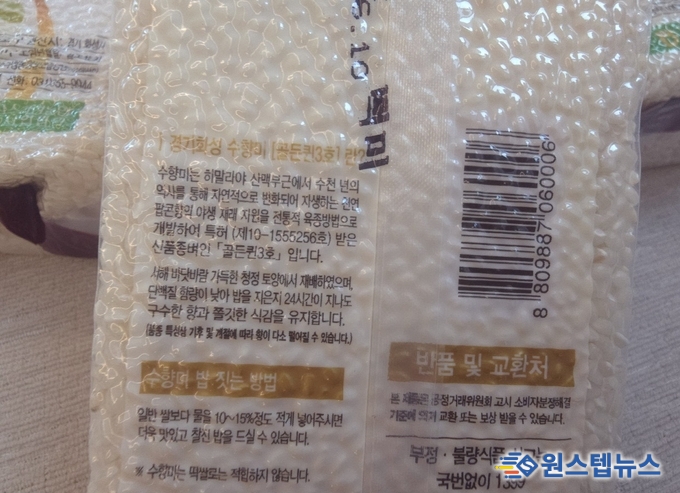 경기화성 수향미 [골든퀸3호] 란?
수향미는 히말라야 산맥부근에서 수천 년의
역사를 통해 자연적으로 변화되어 자생하는 천연
팝콘향의 야생 재래 자원을 전통적 육종방법으로
개발하여 특허 (제10-1555256호) 받은
신품종벼인 「골든퀸3호」 입니다.
서해 바닷바람 가득한 청정 토양에서 재배하였으며,
단백질 함량이 낮아 밥을 지은지 24시간이 지나도
구수한 향과 쫄깃한 식감을 유지합니다.
(품종 특성상 기후 및 계절에 따라 향이 다소 떨어질 수 있습니다.)
수향미 밥 짓는 방법
일반 쌀보다 물을 10~15%정도 적게 넣어주시면
더욱 맛있고 찰진 밥을 드실 수 있습니다.
※ 수향미는 떡쌀로는 적합하지 않습니다.
8 809887 060006
반품 및 교환처
본 제품은 공정거래위원회 고시 소비자분쟁해결
기준에 의거 교환 또는 보상 받을 수 있습니다.
부정·불량식품
국번없이 1399
원스텝뉴스